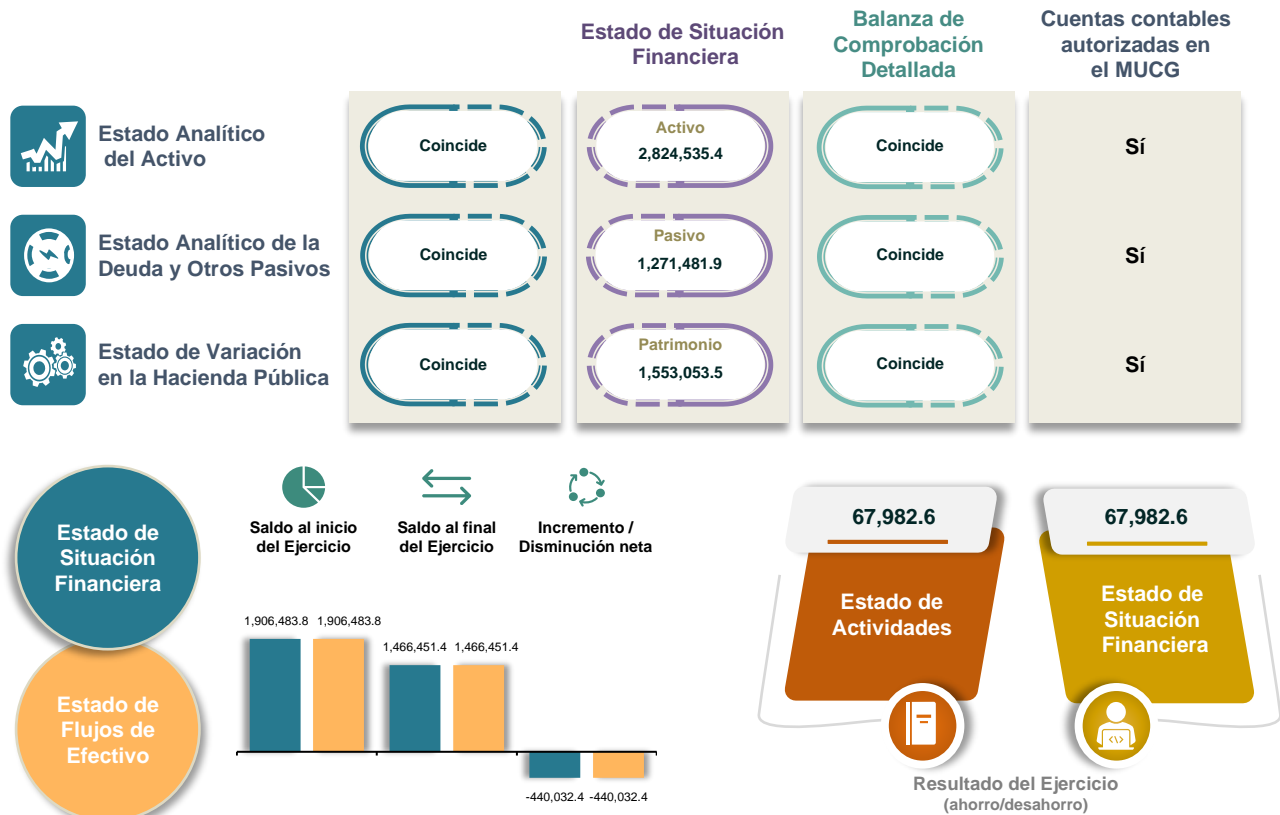 Estado de Situación
Financiera
Balanza de
Comprobación
Detallada
Cuentas contables
autorizadas en
el MUCG
Estado Analítico
del Activo
Coincide
Activo
2,824,535.4
Coincide
Sí
Estado Analítico de la
Deuda y Otros Pasivos
Coincide
Pasivo
1,271,481.9
Coincide
Sí
Estado de Variación
en la Hacienda Pública
Coincide
Patrimonio
1,553,053.5
Coincide
Sí
Estado de
Situación
Financiera
Estado de
Flujos de
Efectivo
Saldo al inicio
del Ejercicio
Saldo al final
del Ejercicio
Incremento /
Disminución neta
1,906,483.8
1,906,483.8
1,466,451.4
1,466,451.4
-440,032.4
-440,032.4
67,982.6
Estado de
Actividades
67,982.6
Estado de
Situación
Financiera
Resultado del Ejercicio
(ahorro/desahorro)